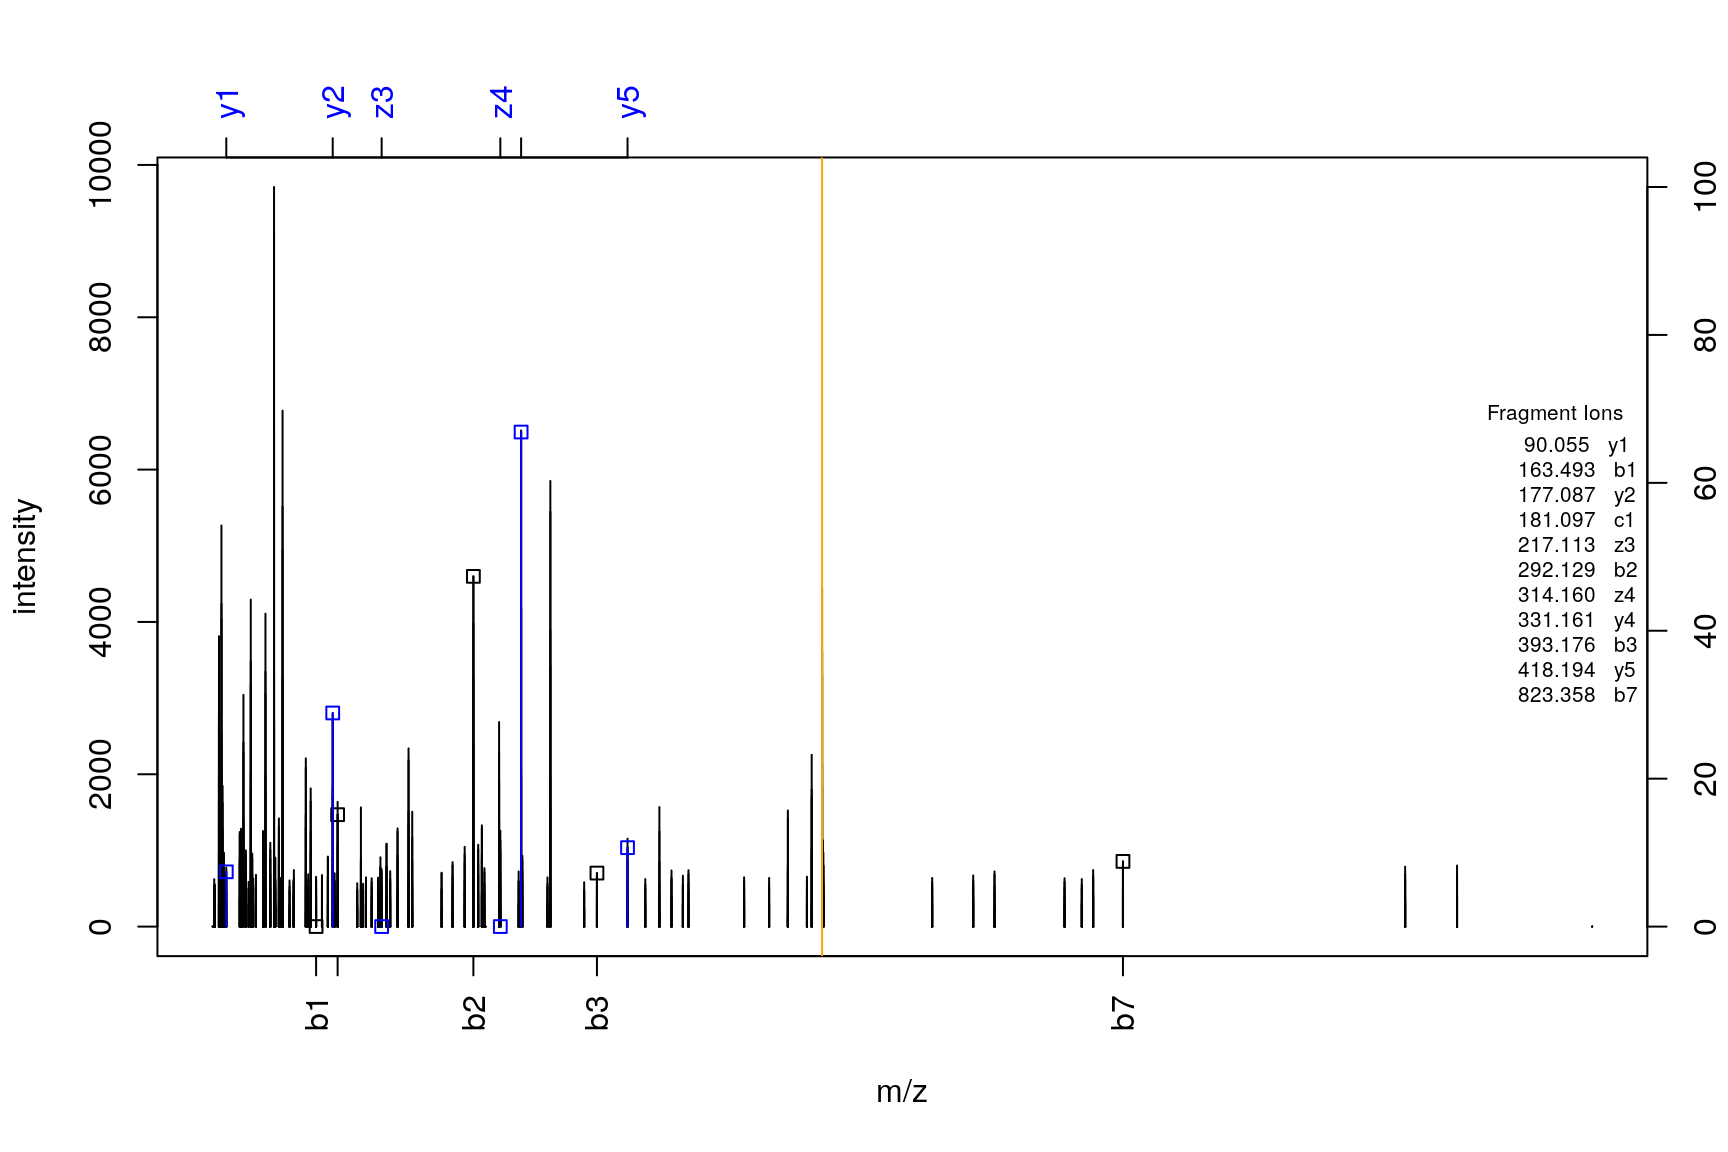 y1 y2 z3 z4 y5
10000
8000
6000
4000
2000
0
intensity
100
80
60
40
20
0
Fragment Ions
90.055 y1
163.493 b1
177.087 y2
181.097 c1
217.113 z3
292.129 b2
314.160 z4
331.161 y4
393.176 b3
418.194 y5
823.358 b7
b1 b2 b3 b7
m/z